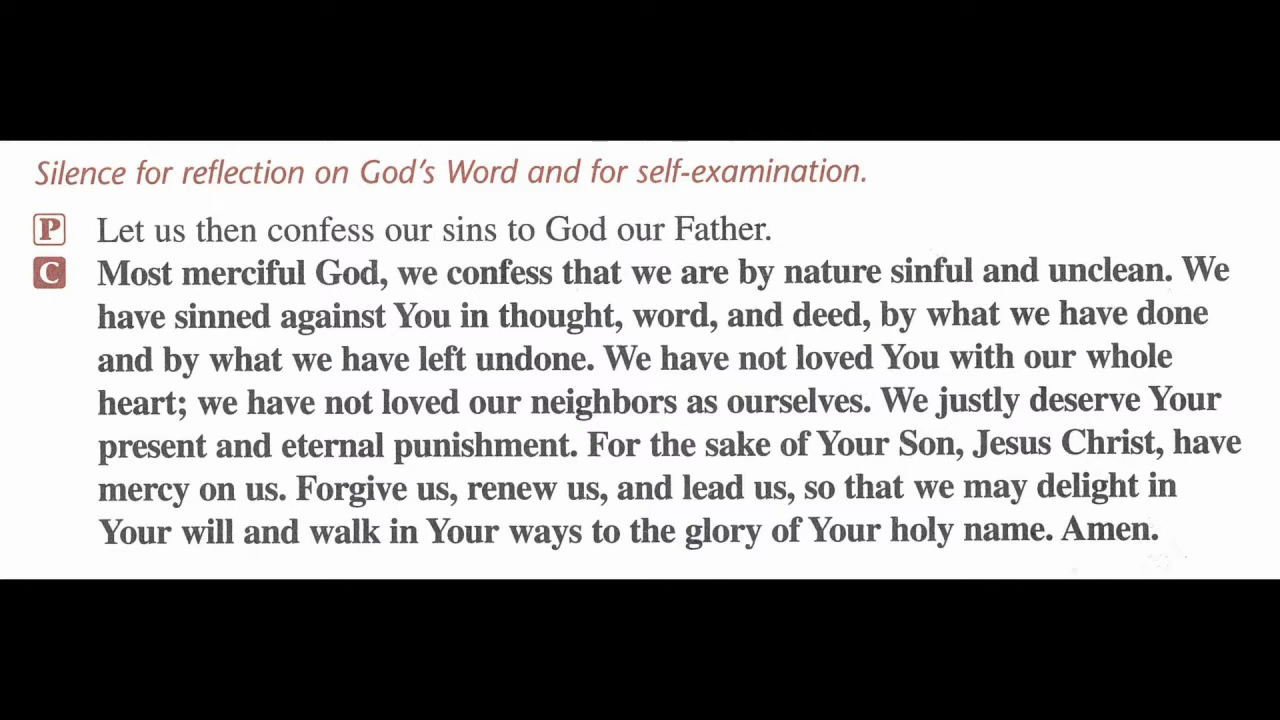 Silence for reflection on God's Word and for self-examination.
P Let us then confess our sins to God our Father.
C Most merciful God, we confess that we are by nature sinful and unclean. We
have sinned against You in thought, word, and deed, by what we have done
and by what we have left undone. We have not loved You with our whole
heart; we have not loved our neighbors as ourselves. We justly deserve Your
present and eternal punishment. For the sake of Your Son, Jesus Christ, have
mercy on us. Forgive us, renew us, and lead us, so that we may delight in
Your will and walk in Your ways to the glory of Your holy name. Amen.